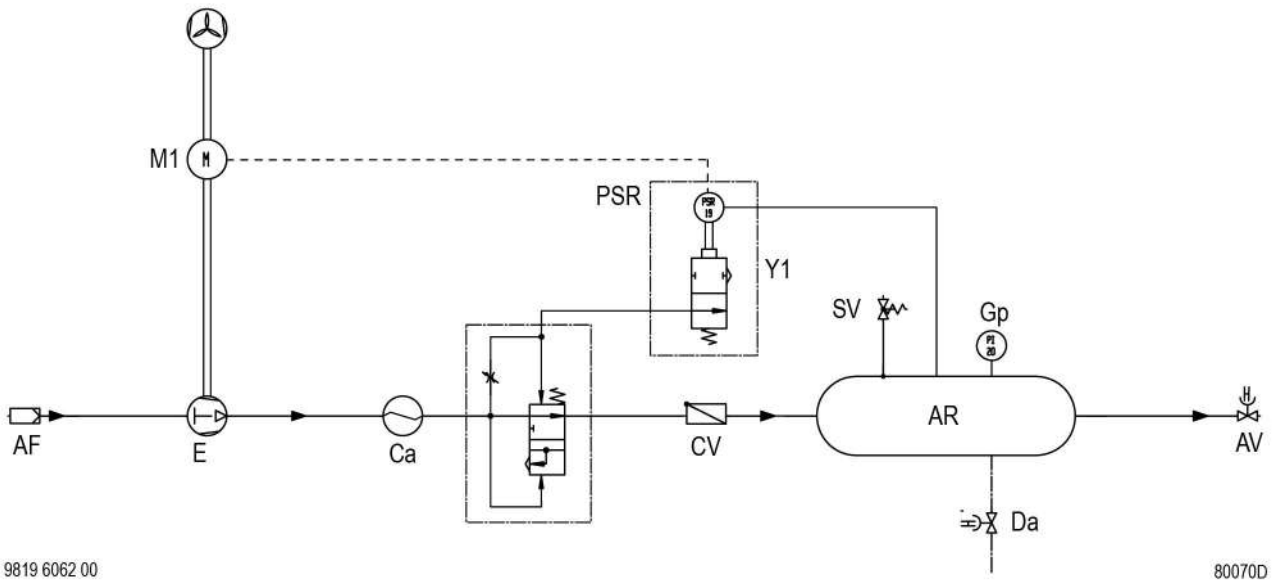 M1
M
PSR
PSR
19
Y1
SV
Gp
PI
20
H
AF
E
Ca
CV
AR
AV
H
Da
9819 6062 00
80070D